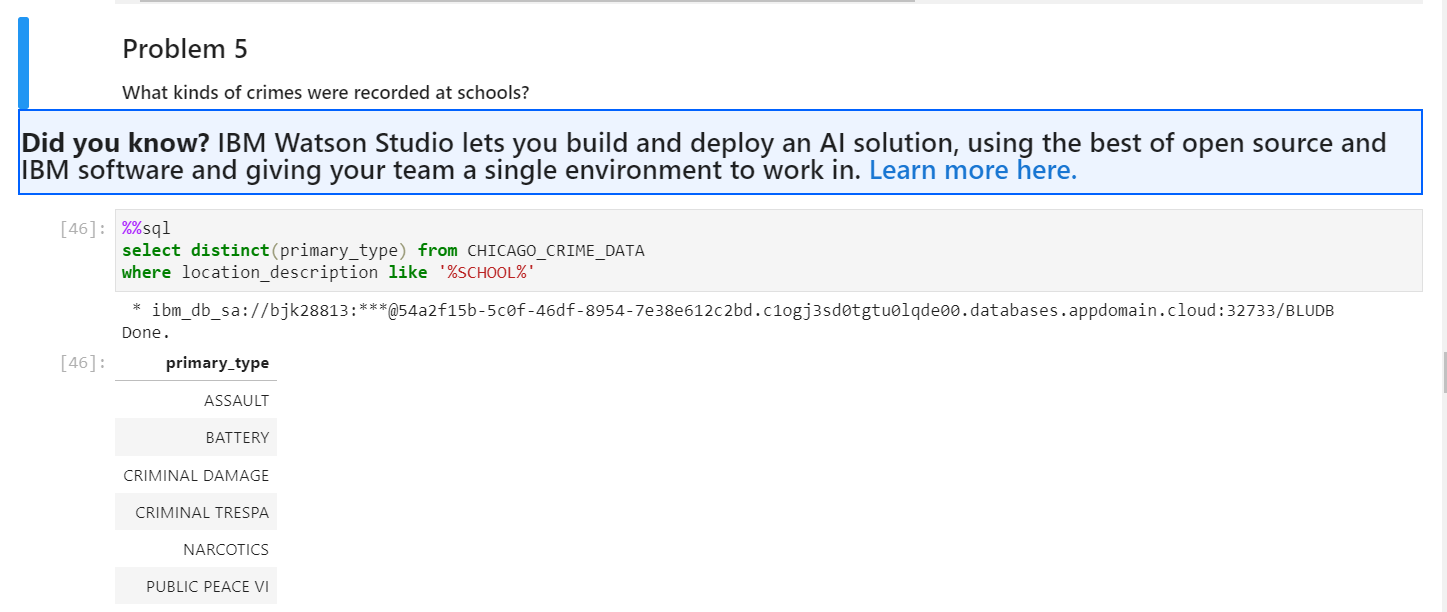 Problem 5
What kinds of crimes were recorded at schools?
Did you know? IBM Watson Studio lets you build and deploy an AI solution, using the best of open source and
IBM software and giving your team a single environment to work in. Learn more here.
[46]: %%sql
select distinct(primary_type) from CHICAGO_CRIME_DATA
where location_description like '%SCHOOL%'
* ibm_db_sa://bjk28813:***@54a2f15b-5c0f-46df-8954-7e38e612c2bd.c1ogj3sd0tgtu0lqde00.databases.appdomain.cloud:32733/BLUDB
Done.
[46]: primary_type
ASSAULT
BATTERY
CRIMINAL DAMAGE
CRIMINAL TRESPA
NARCOTICS
PUBLIC PEACE VI